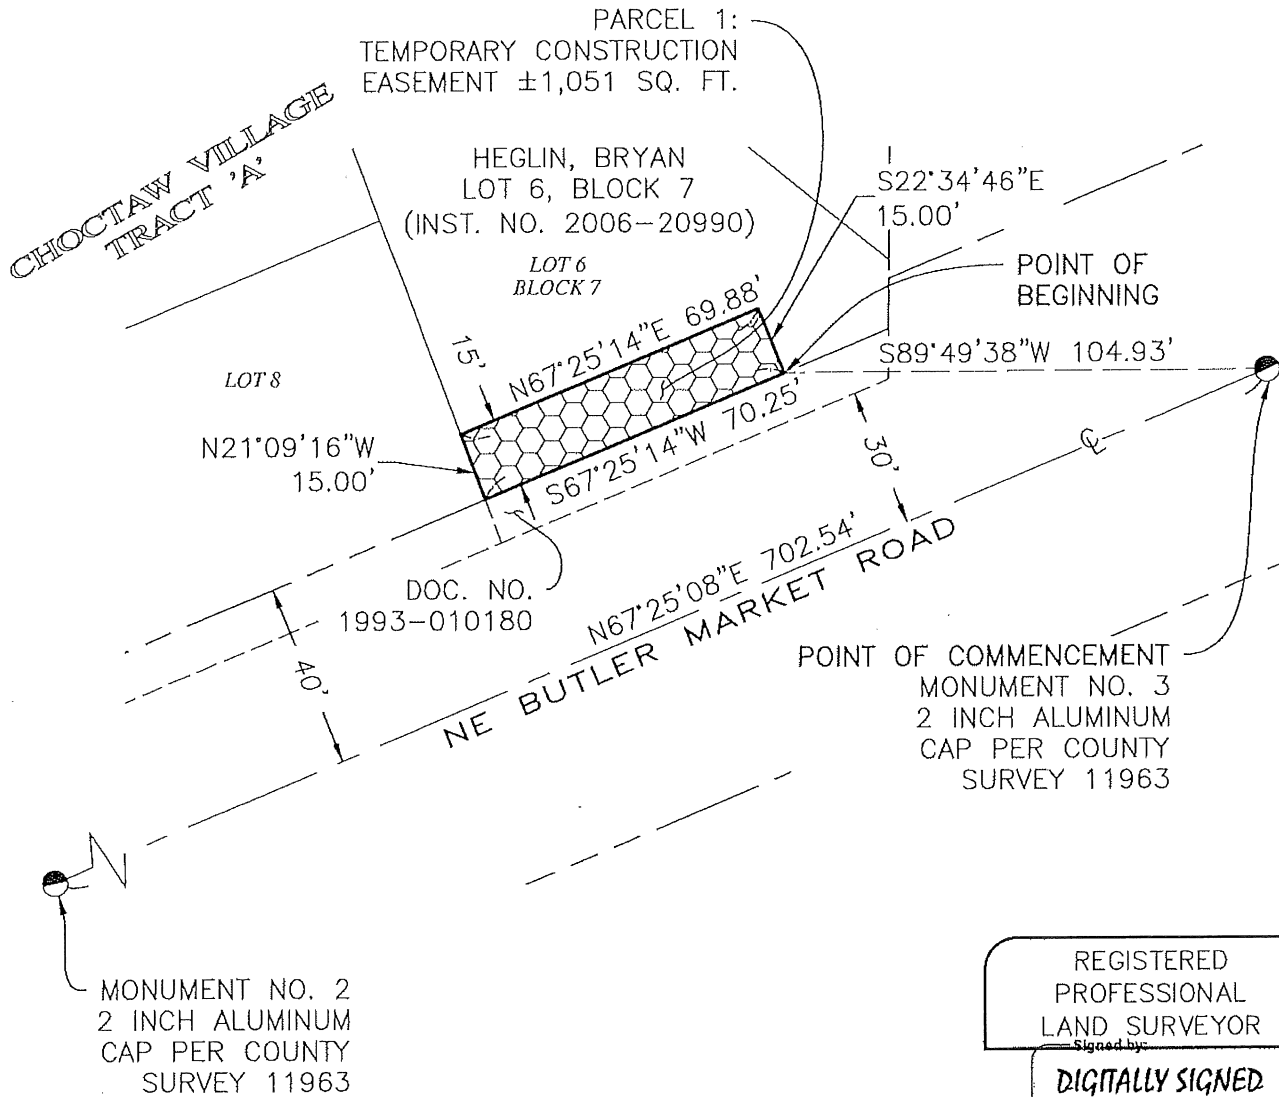 PARCEL 1:
TEMPORARY CONSTRUCTION
EASEMENT ±1,051 SQ. FT.
CHOCTAW VILLAGE
TRACT 'A'
HEGLIN, BRYAN
LOT 6, BLOCK 7
(INST. NO. 2006-20990)
LOT 6
BLOCK 7
S22°34'46"E
15.00'
POINT OF
BEGINNING
S89°49'38"W 104.93'
N67°25'14"E 69.88'
15'
LOT 8
N21°09'16"W
15.00'
S67°25'14"W 70.25'
30'
℄
DOC. NO.
1993-010180
N67°25'08"E 702.54'
NE BUTLER MARKET ROAD
40'
POINT OF COMMENCEMENT
MONUMENT NO. 3
2 INCH ALUMINUM
CAP PER COUNTY
SURVEY 11963
MONUMENT NO. 2
2 INCH ALUMINUM
CAP PER COUNTY
SURVEY 11963
REGISTERED
PROFESSIONAL
LAND SURVEYOR
Signed by:
DIGITALLY SIGNED